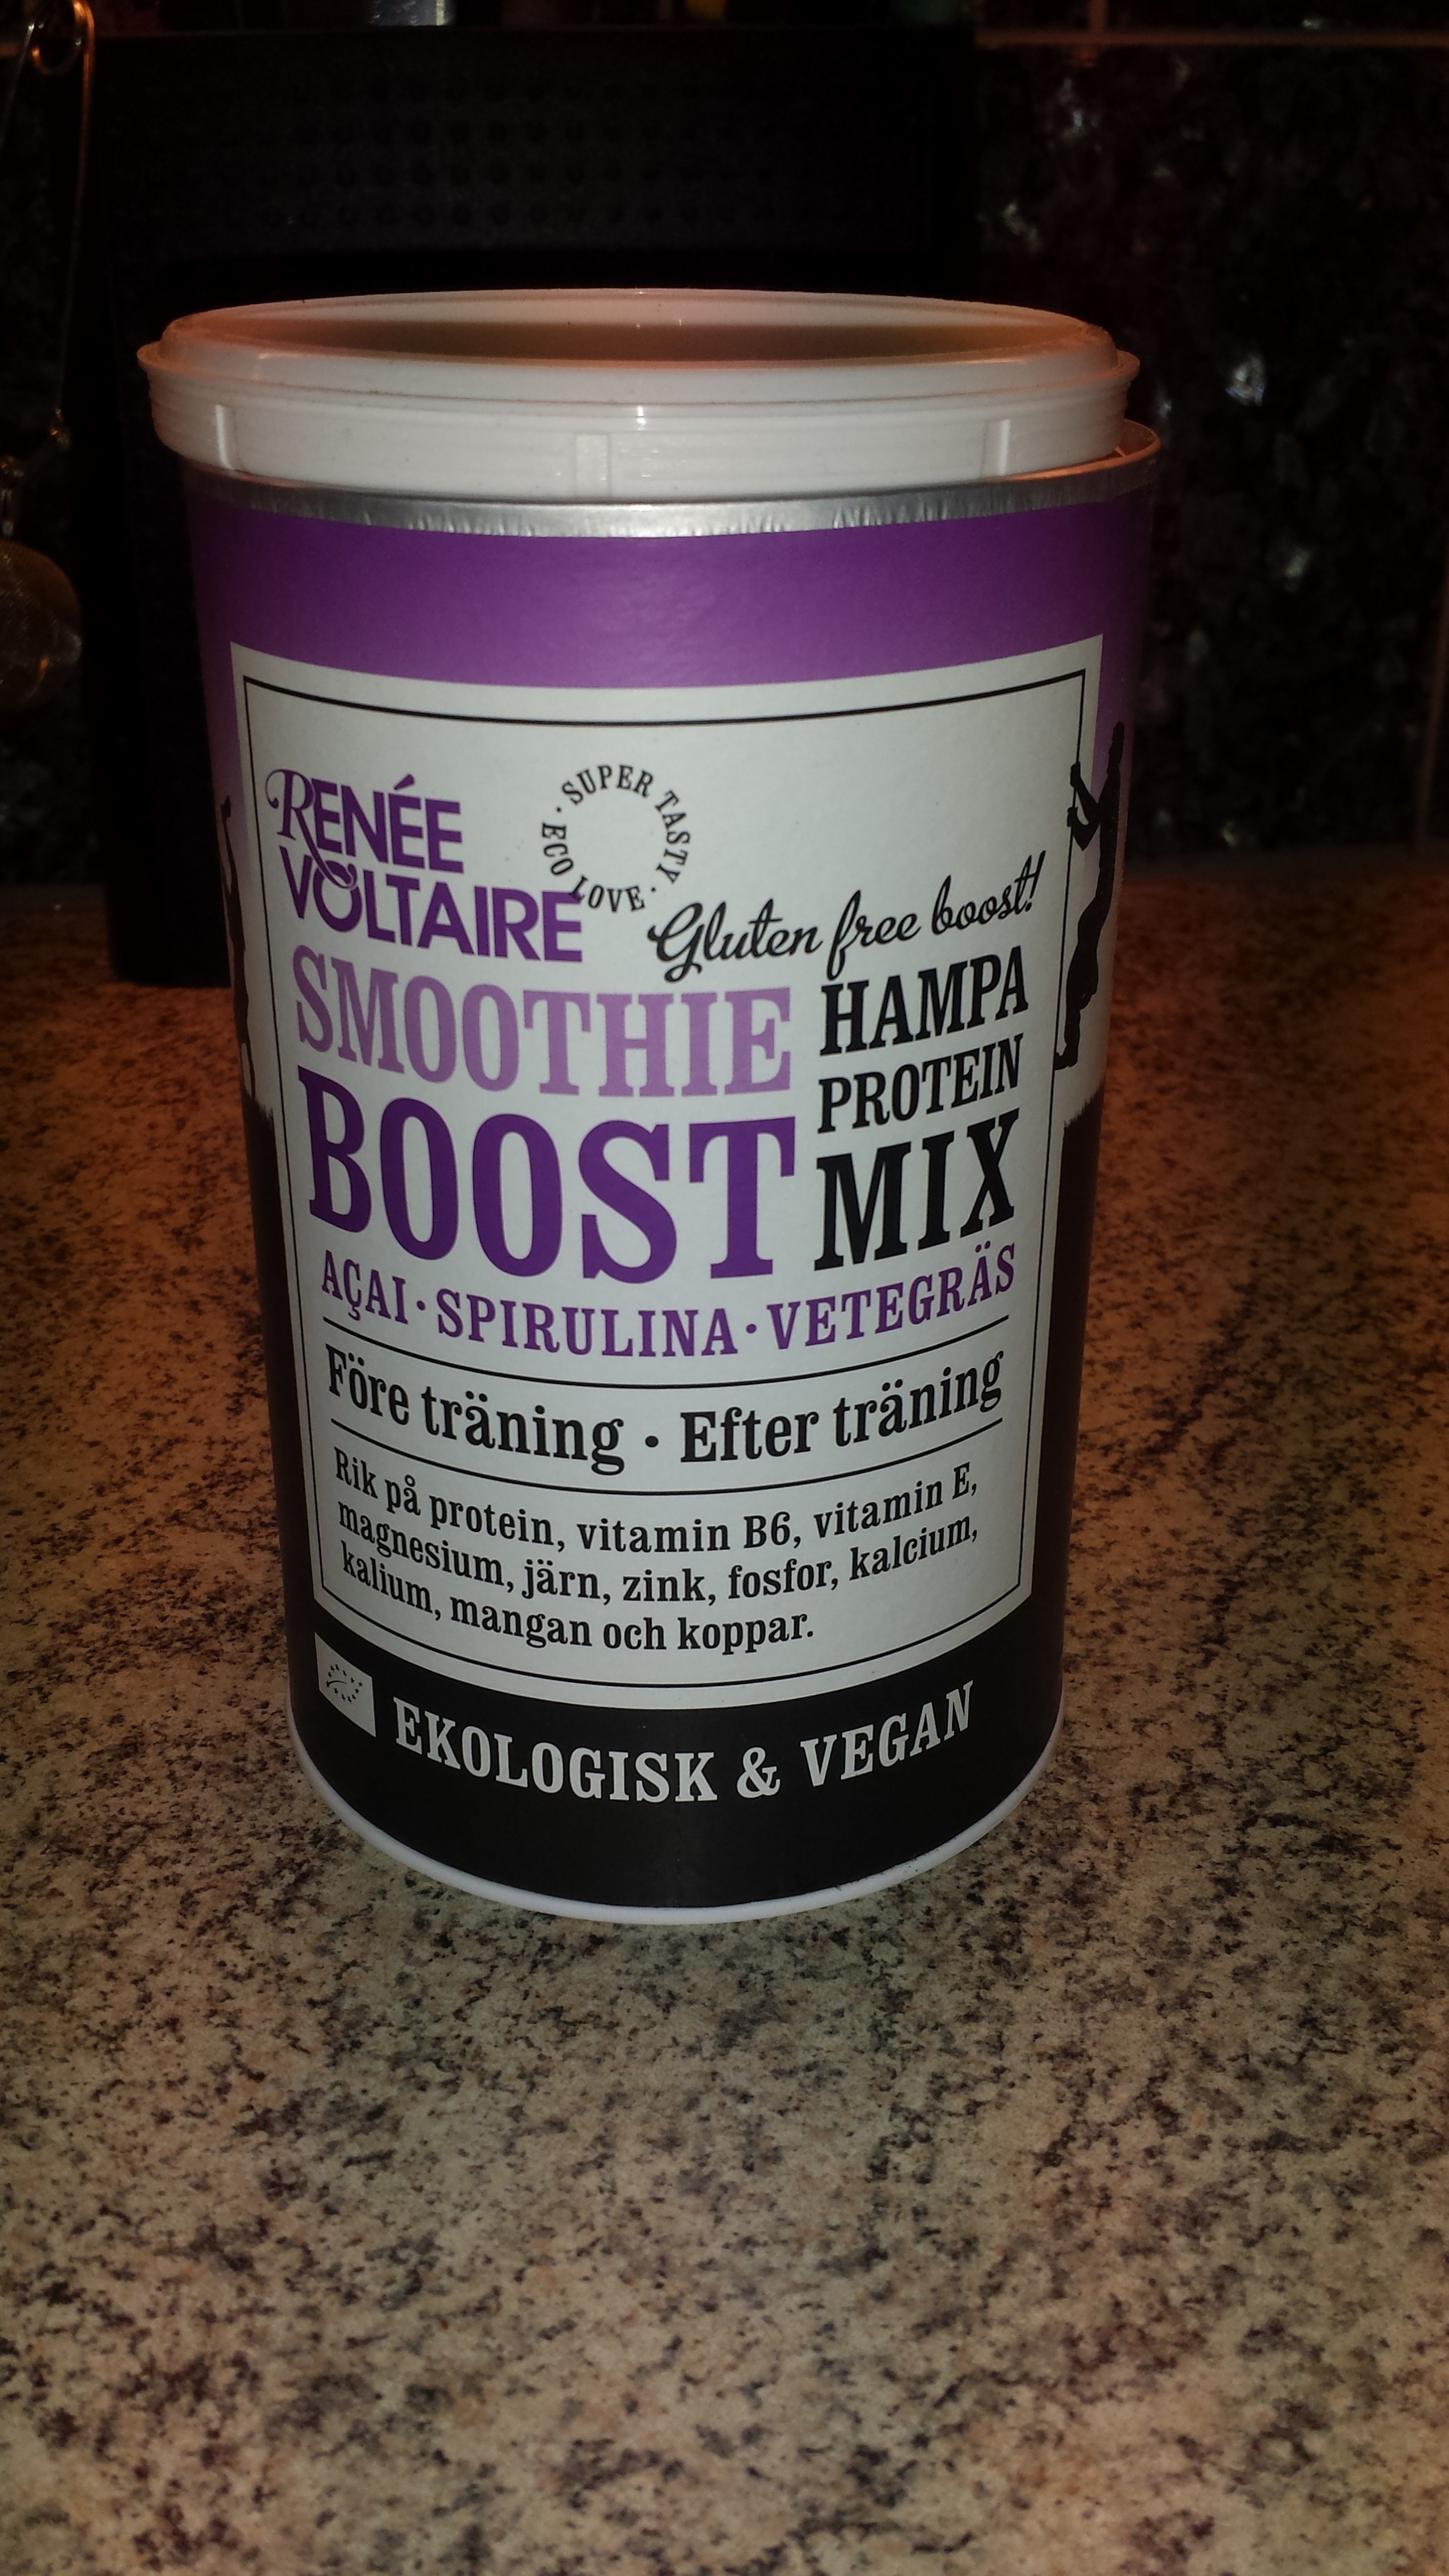 RENÉE
VOLTAIRE
· SUPER TASTY · ECO LOVE
Gluten free boost!
SMOOTHIE
BOOST
HAMPA
PROTEIN
MIX
AÇAI · SPIRULINA · VETEGRÄS
Före träning · Efter träning
Rik på protein, vitamin B6, vitamin E,
magnesium, järn, zink, fosfor, kalcium,
kalium, mangan och koppar.
EKOLOGISK & VEGAN